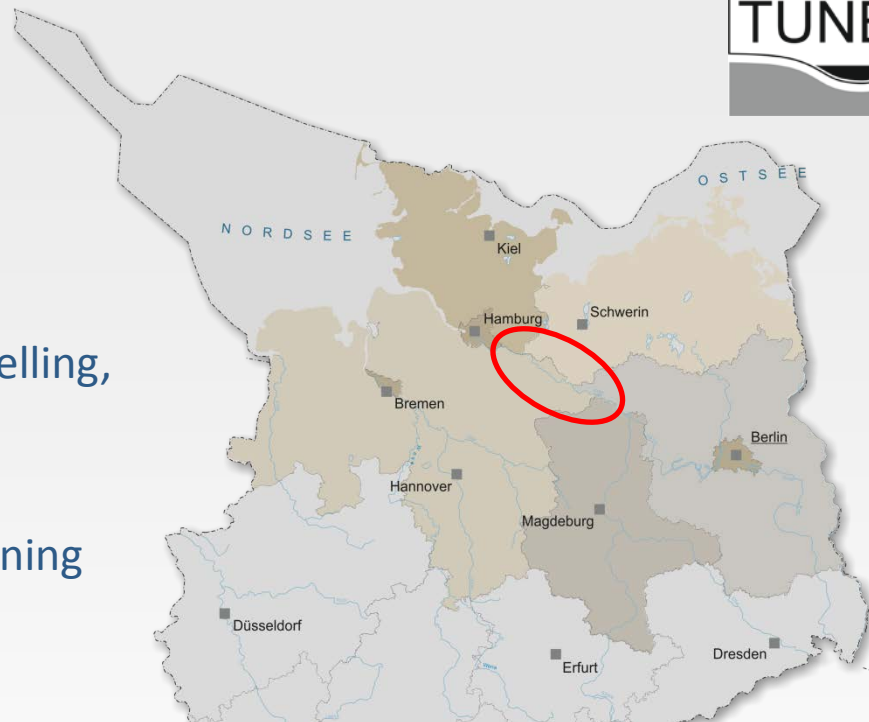 TUNE
OSTSEE
NORDSEE
Kiel
Hamburg
Schwerin
elling,
Bremen
Berlin
Hannover
Magdeburg
ning
Düsseldorf
Dresden
Erfurt